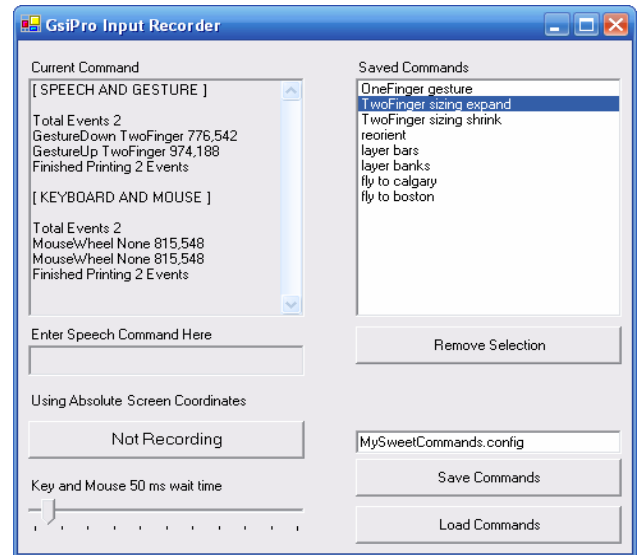 GsiPro Input Recorder
Current Command
[ SPEECH AND GESTURE ]
Total Events 2
GestureDown TwoFinger 776,542
GestureUp TwoFinger 974,188
Finished Printing 2 Events
[ KEYBOARD AND MOUSE ]
Total Events 2
MouseWheel None 815,548
MouseWheel None 815,548
Finished Printing 2 Events
Enter Speech Command Here
Using Absolute Screen Coordinates
Not Recording
Key and Mouse 50 ms wait time
Saved Commands
OneFinger gesture
TwoFinger sizing expand
TwoFinger sizing shrink
reorient
layer bars
layer banks
fly to calgary
fly to boston
Remove Selection
MySweetCommands.config
Save Commands
Load Commands